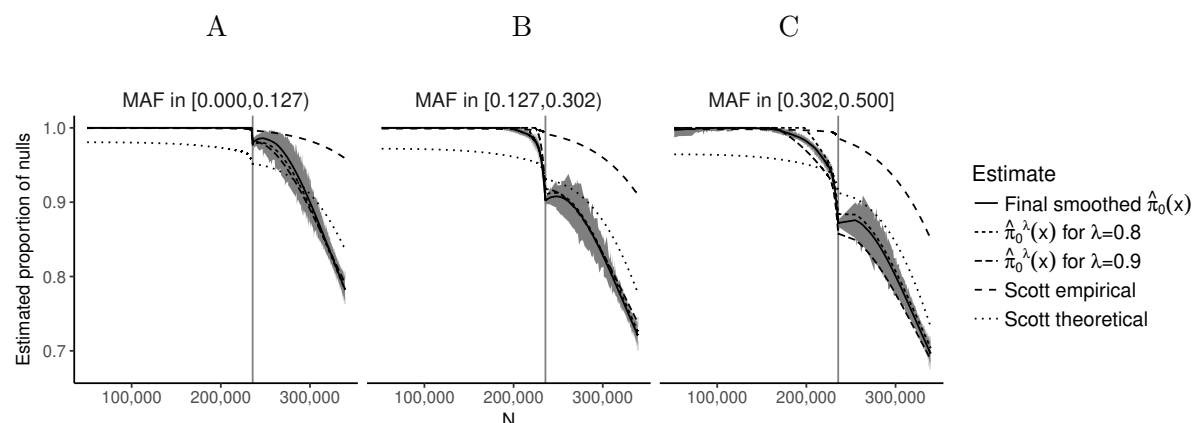 A B C
MAF in [0.000,0.127) MAF in [0.127,0.302) MAF in [0.302,0.500]
Estimated proportion of nulls
1.0
0.9
0.8
0.7
100,000 200,000 300,000 100,000 200,000 300,000 100,000 200,000 300,000
N
Estimate
Final smoothed π̂₀(x)
π̂₀^λ(x) for λ=0.8
π̂₀^λ(x) for λ=0.9
Scott empirical
Scott theoretical